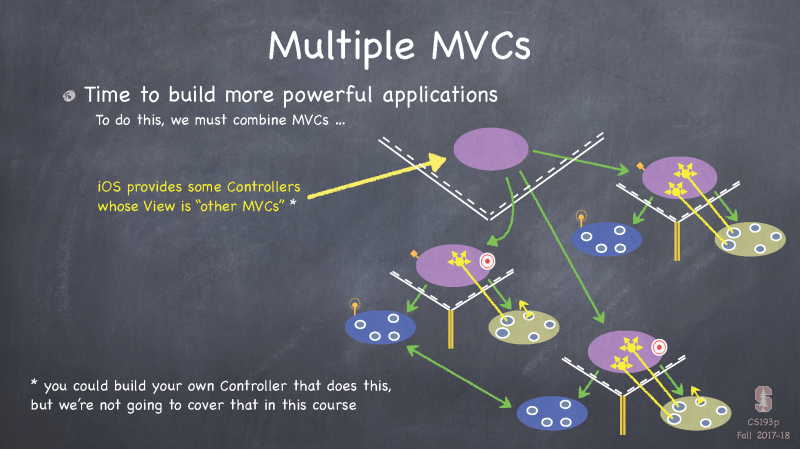 Multiple MVCs
Time to build more powerful applications
To do this, we must combine MVCs ...
iOS provides some Controllers
whose View is “other MVCs” *
* you could build your own Controller that does this,
but we’re not going to cover that in this course
CS193p
Fall 2017-18